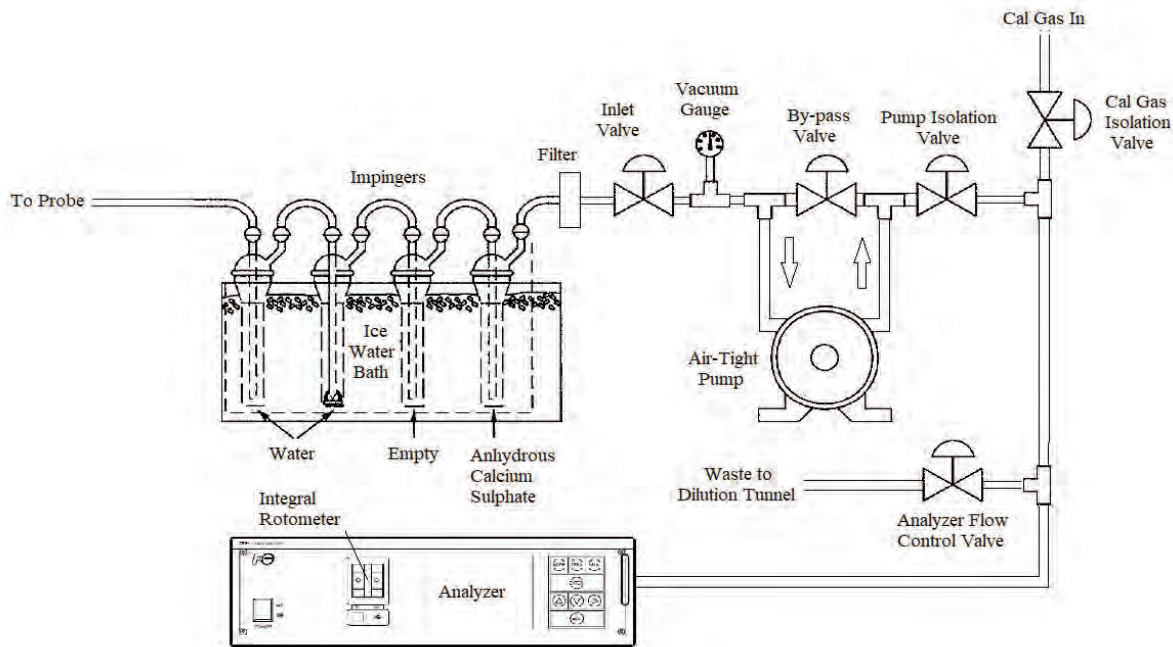 Cal Gas In
Cal Gas
Isolation
Valve
Vacuum
Gauge
Inlet
Valve
By-pass
Valve
Pump Isolation
Valve
Filter
Impingers
To Probe
Ice
Water
Bath
Air-Tight
Pump
Water
Empty
Anhydrous
Calcium
Sulphate
Waste to
Dilution Tunnel
Integral
Rotometer
Analyzer Flow
Control Valve
Analyzer
POWER